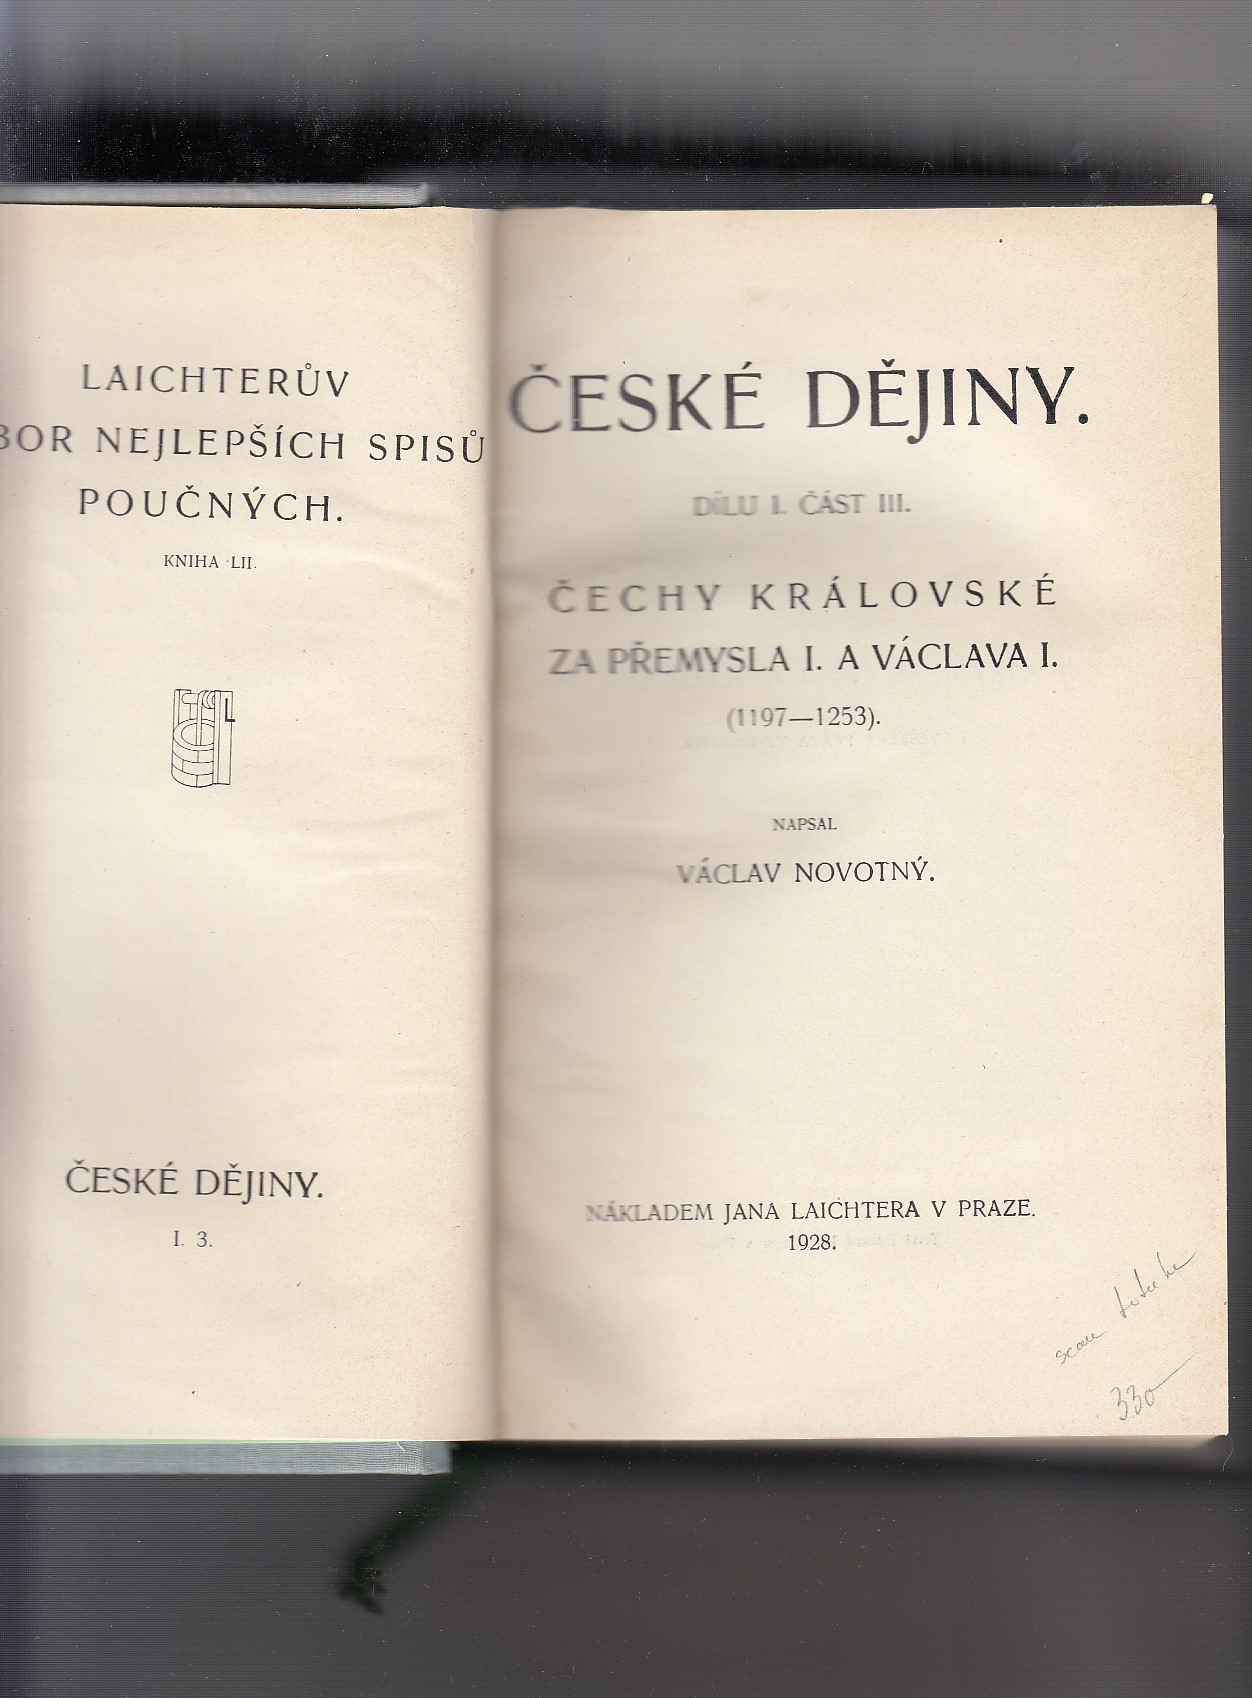 LAICHTERŮV
BOR NEJLEPŠÍCH SPISŮ
POUČNÝCH.
KNIHA LII.
L
ČESKÉ DĚJINY.
I. 3.
ČESKÉ DĚJINY.
DÍLU I. ČÁST III.
ČECHY KRÁLOVSKÉ
ZA PŘEMYSLA I. A VÁCLAVA I.
(1197—1253).
NAPSAL
VÁCLAV NOVOTNÝ.
NÁKLADEM JANA LAICHTERA V PRAZE.
1928.
330